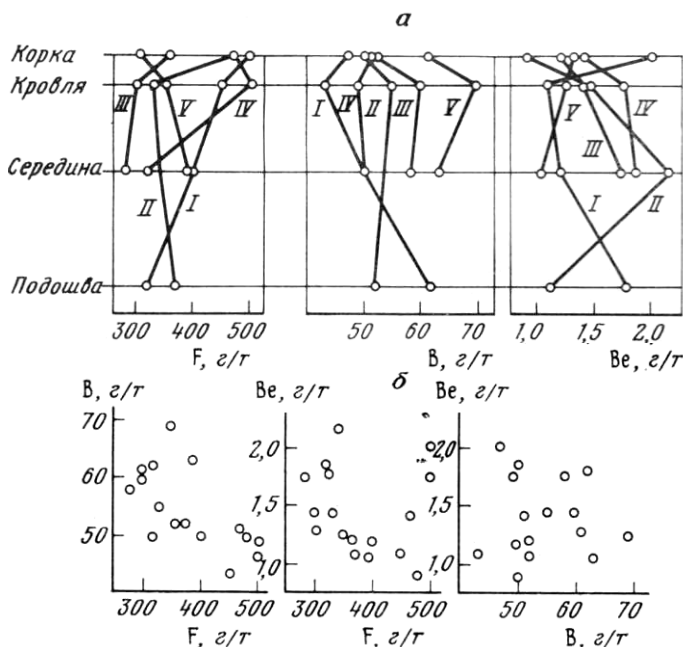 а
Корка
Кровля
III
V
IV
I
IV
II
III
V
V
III
IV
Середина
II
I
I
II
Подошва
300 400 500
50 60 70
1,0 1,5 2,0
F, г/т
B, г/т
Be, г/т
б
B, г/т
Be, г/т
Be, г/т
70
60
50
2,0
1,5
1,0
2,0
1,5
1,0
300 400 500
300 400 500
50 60 70
F, г/т
F, г/т
B, г/т